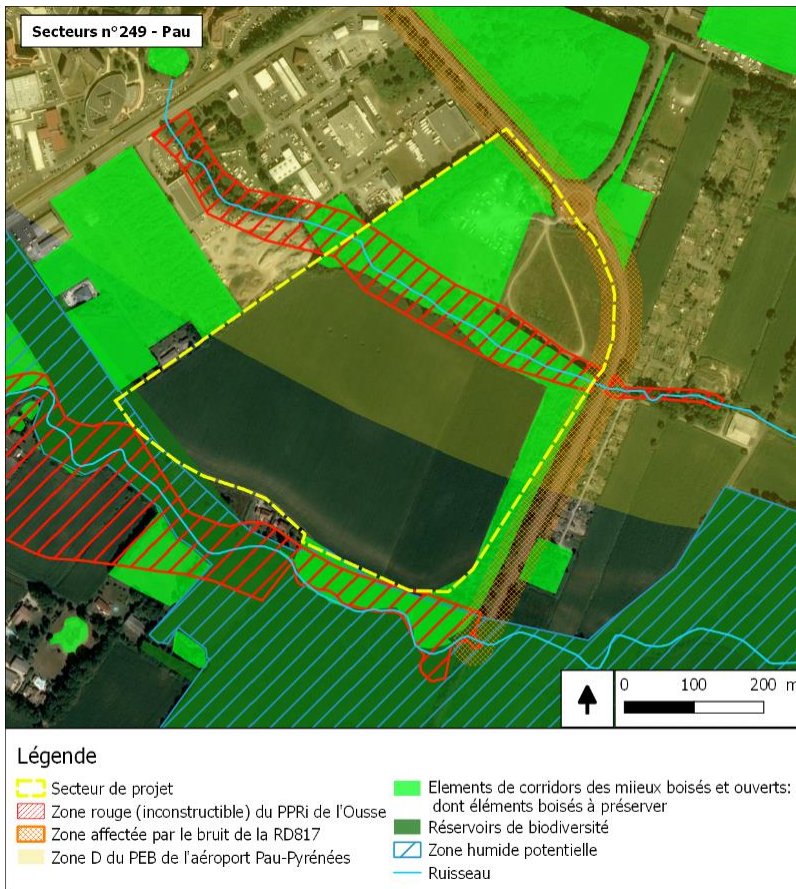 Secteurs n°249 - Pau
0 100 200 m
Légende
Secteur de projet
Zone rouge (inconstructible) du PPRi de l'Ousse
Zone affectée par le bruit de la RD817
Zone D du PEB de l'aéroport Pau-Pyrénées
Elements de corridors des miieux boisés et ouverts:
dont éléments boisés à préserver
Réservoirs de biodiversité
Zone humide potentielle
Ruisseau